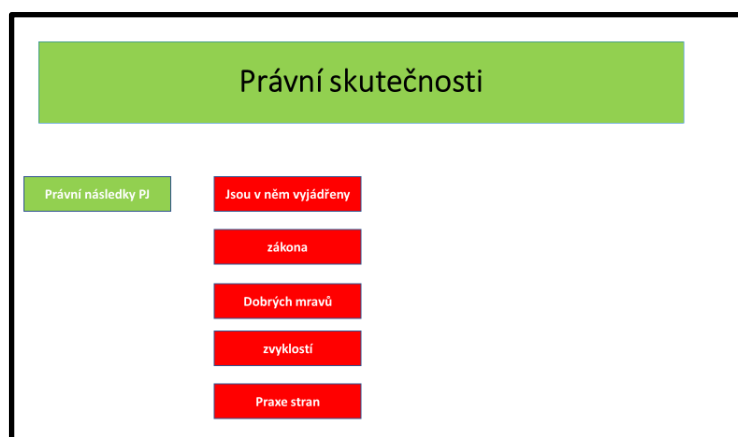 Právní skutečnosti
Právní následky PJ
Jsou v něm vyjádřeny
zákona
Dobrých mravů
zvyklostí
Praxe stran